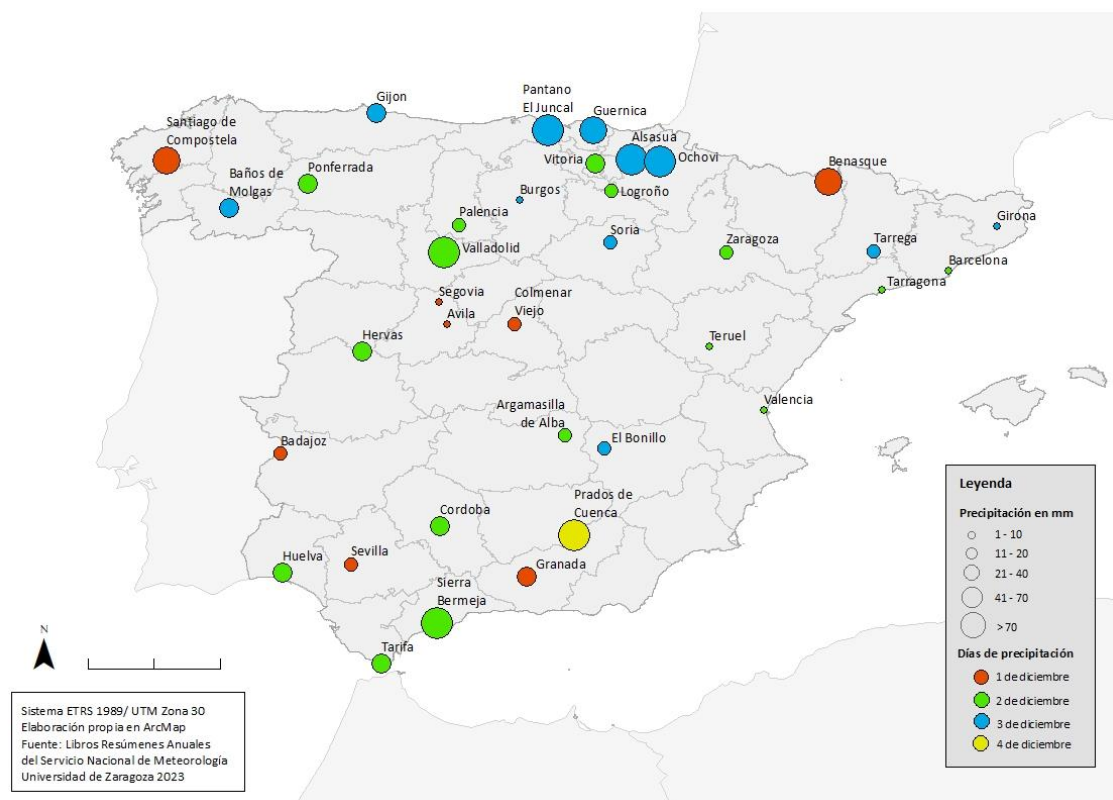 Pantano
El Juncal
Gijon
Guernica
Santiago de
Compostela
Alsasua
Ochovi
Vitoria
Ponferrada
Benasque
Baños de
Molgas
Burgos
Logroño
Palencia
Girona
Soria
Valladolid
Zaragoza
Tarrega
Barcelona
Tarragona
Segovia
Colmenar
Viejo
Avila
Hervas
Teruel
Valencia
Argamasilla
de Alba
El Bonillo
Badajoz
Prados de
Cuenca
Cordoba
Huelva
Sevilla
Granada
Sierra
Bermeja
Tarifa
N
Leyenda
Precipitación en mm
1 - 10
11 - 20
21 - 40
41 - 70
>70
Días de precipitación
1 de diciembre
2 de diciembre
3 de diciembre
4 de diciembre
Sistema ETRS 1989/ UTM Zona 30
Elaboración propia en ArcMap
Fuente: Libros Resúmenes Anuales
del Servicio Nacional de Meteorología
Universidad de Zaragoza 2023